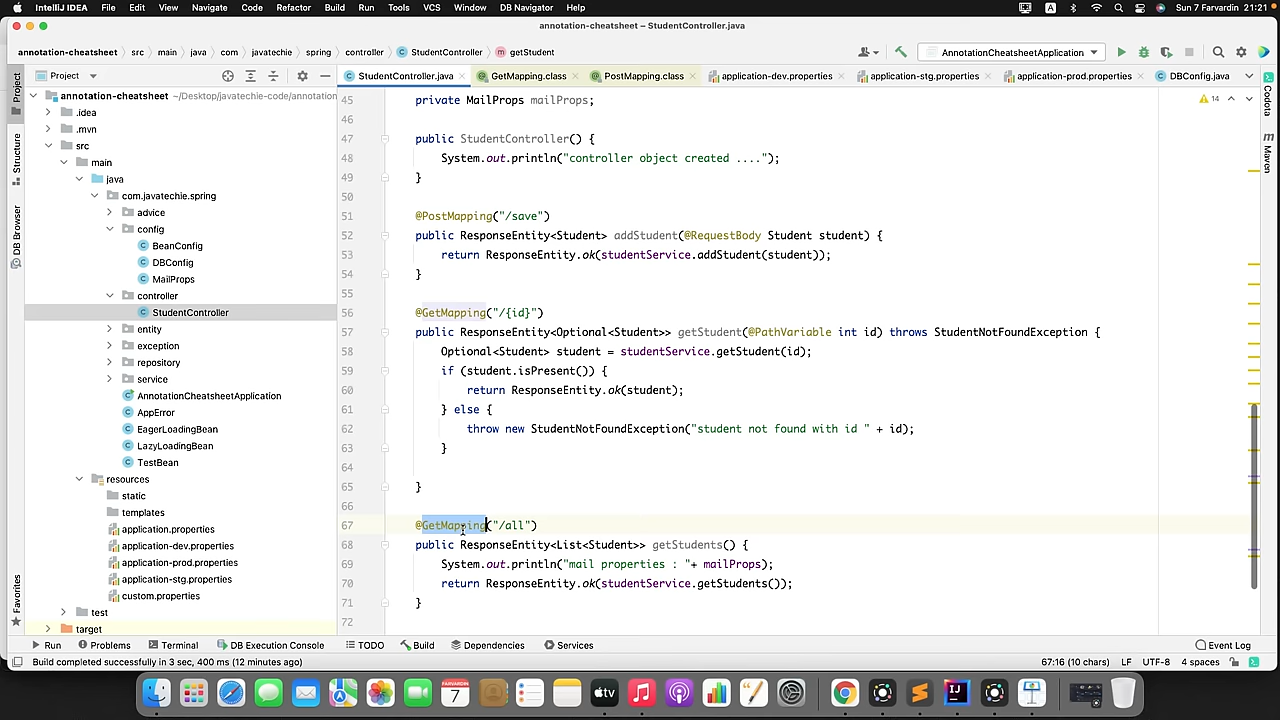 IntelliJ IDEA File Edit View Navigate Code Refactor Build Run Tools VCS Window DB Navigator Help
A Sun 7 Farvardin 21:21
annotation-cheatsheet – StudentController.java
annotation-cheatsheet src main java com javatechie spring controller StudentController getStudent
AnnotationCheatsheetApplication
Project
StudentController.java GetMapping.class PostMapping.class application-dev.properties application-stg.properties application-prod.properties DBConfig.java
annotation-cheatsheet ~/Desktop/javatechie-code/annotation
.idea
.mvn
src
main
java
com.javatechie.spring
advice
config
BeanConfig
DBConfig
MailProps
controller
StudentController
entity
exception
repository
service
AnnotationCheatsheetApplication
AppError
EagerLoadingBean
LazyLoadingBean
TestBean
resources
static
templates
application.properties
application-dev.properties
application-prod.properties
application-stg.properties
custom.properties
test
target
Project
Structure
DB Browser
Favorites
14
45 private MailProps mailProps;
46
47 public StudentController() {
48 System.out.println("controller object created ....");
49 }
50
51 @PostMapping("/save")
52 public ResponseEntity<Student> addStudent(@RequestBody Student student) {
53 return ResponseEntity.ok(studentService.addStudent(student));
54 }
55
56 @GetMapping("/{id}")
57 public ResponseEntity<Optional<Student>> getStudent(@PathVariable int id) throws StudentNotFoundException {
58 Optional<Student> student = studentService.getStudent(id);
59 if (student.isPresent()) {
60 return ResponseEntity.ok(student);
61 } else {
62 throw new StudentNotFoundException("student not found with id " + id);
63 }
64
65 }
66
67 @GetMapping("/all")
68 public ResponseEntity<List<Student>> getStudents() {
69 System.out.println("mail properties : "+ mailProps);
70 return ResponseEntity.ok(studentService.getStudents());
71 }
72
Codota
Maven
Run Problems Terminal DB Execution Console TODO Build Dependencies Services Event Log
Build completed successfully in 3 sec, 400 ms (12 minutes ago) 67:16 (10 chars) LF UTF-8 4 spaces
FARVARDIN
7
tv